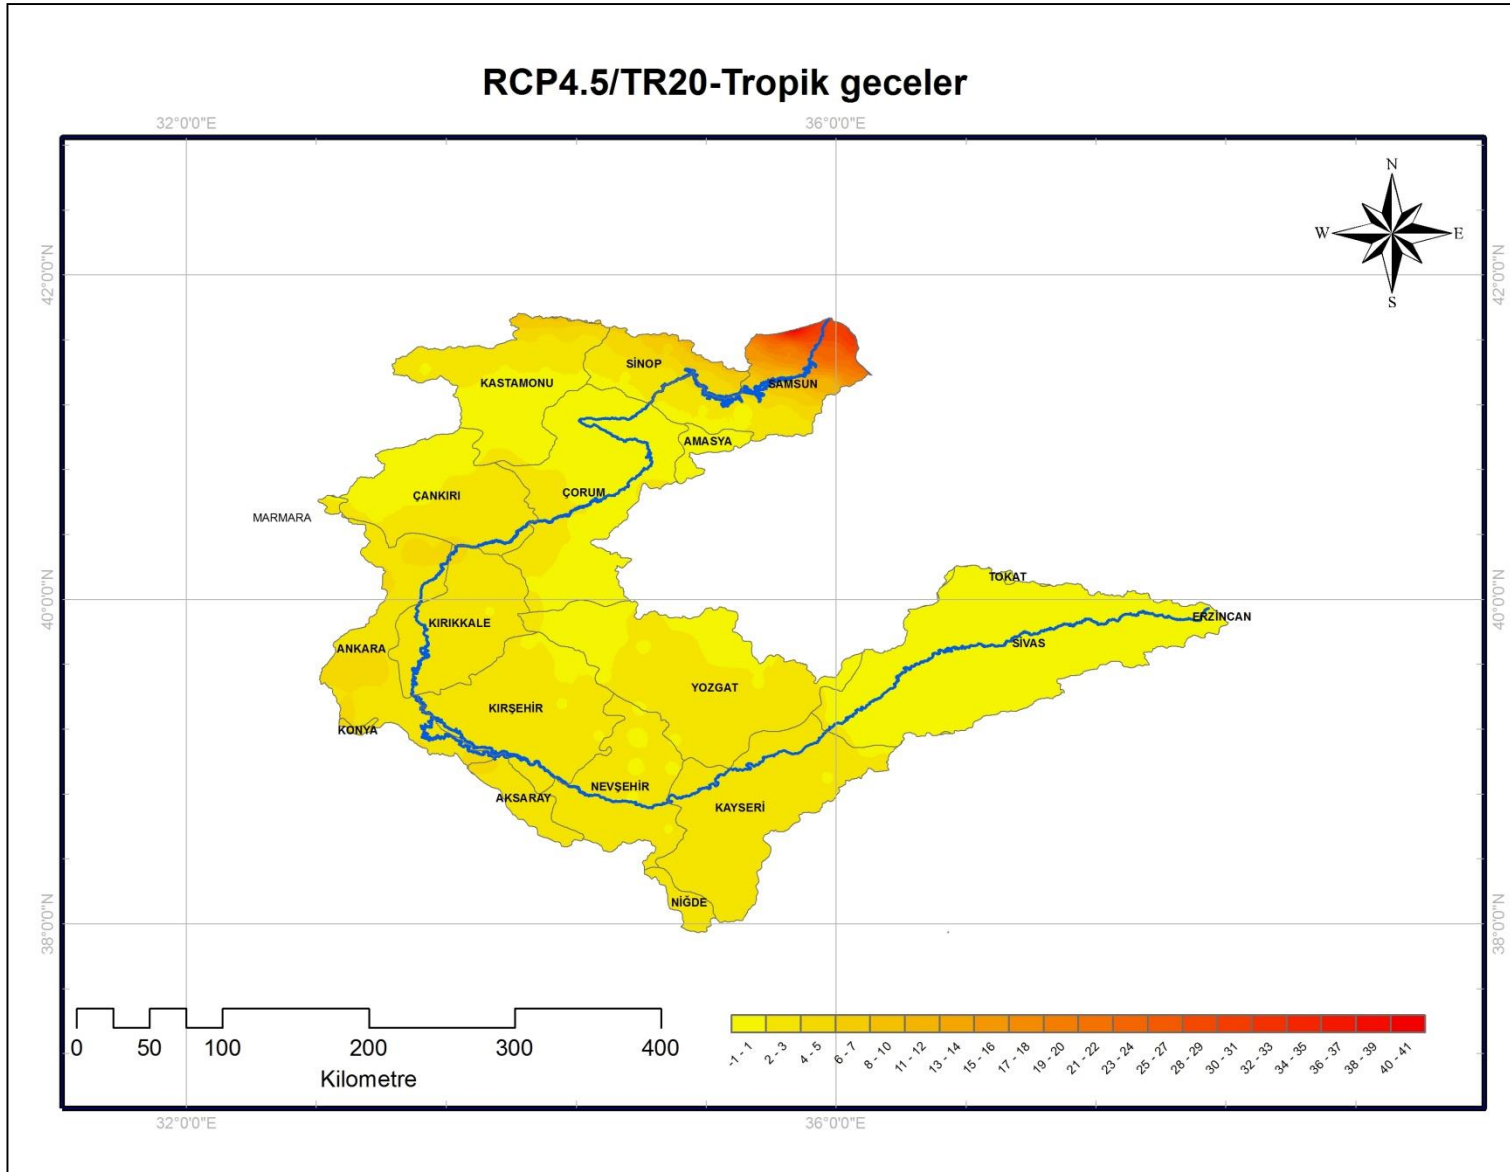 RCP4.5/TR20-Tropik geceler
32°0'0"E 36°0'0"E
N
W E
S
42°0'0"N 42°0'0"N
SİNOP
KASTAMONU
SAMSUN
AMASYA
ÇANKIRI
ÇORUM
MARMARA
TOKAT
40°0'0"N 40°0'0"N
ERZİNCAN
KIRIKKALE
SİVAS
ANKARA
YOZGAT
KIRŞEHİR
KONYA
NEVŞEHİR
AKSARAY
KAYSERİ
NİĞDE
38°0'0"N 38°0'0"N
0 50 100 200 300 400
Kilometre
-1 - 1 2 - 3 4 - 5 6 - 7 8 - 10 11 - 12 13 - 14 15 - 16 17 - 18 19 - 20 21 - 22 23 - 24 25 - 27 28 - 29 30 - 31 32 - 33 34 - 35 36 - 37 38 - 39 40 - 41
32°0'0"E 36°0'0"E